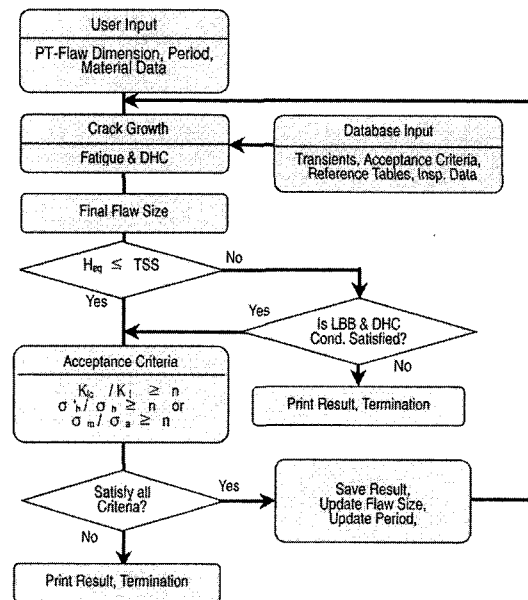 User Input
PT-Flaw Dimension, Period,
Material Data
Crack Growth
Fatigue & DHC
Database Input
Transients, Acceptance Criteria,
Reference Tables, Insp. Data
Final Flaw Size
H_eq ≤ TSS
No
Yes
Yes
Is LBB & DHC
Cond. Satisfied?
No
Acceptance Criteria
K_Ic / K_I ≥ n
σ'_h / σ_h ≥ n or
σ_m / σ_a ≥ n
Print Result, Termination
Satisfy all
Criteria?
Yes
No
Save Result,
Update Flaw Size,
Update Period,
Print Result, Termination